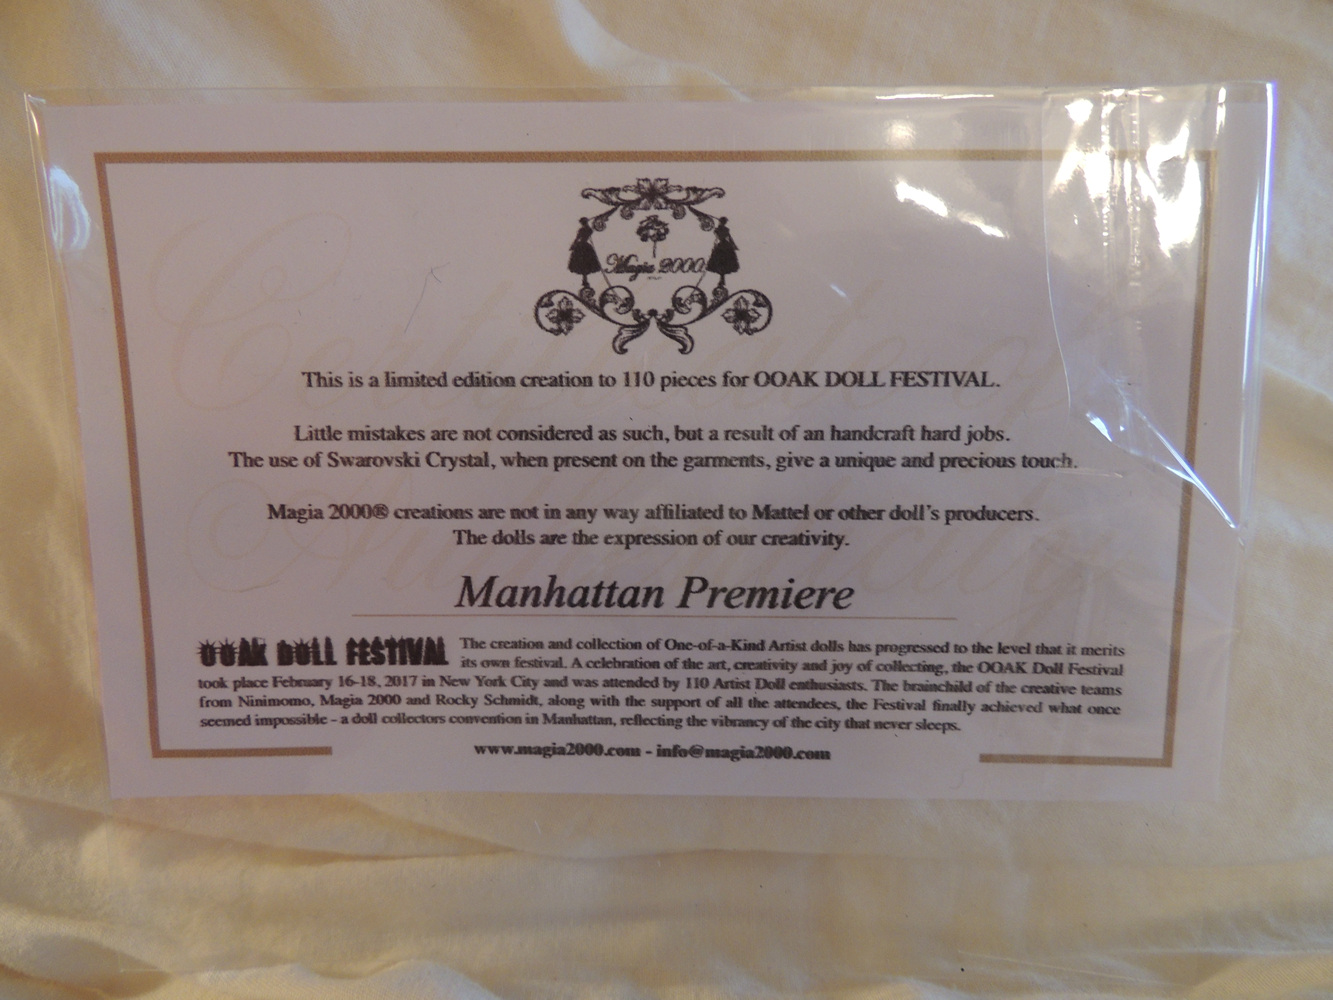 Magia 2000
Certificate of
Authenticity
This is a limited edition creation to 110 pieces for OOAK DOLL FESTIVAL.
Little mistakes are not considered as such, but a result of an handcraft hard jobs.
The use of Swarovski Crystal, when present on the garments, give a unique and precious touch.
Magia 2000® creations are not in any way affiliated to Mattel or other doll's producers.
The dolls are the expression of our creativity.
Manhattan Premiere
OOAK DOLL FESTIVAL The creation and collection of One-of-a-Kind Artist dolls has progressed to the level that it merits
its own festival. A celebration of the art, creativity and joy of collecting, the OOAK Doll Festival
took place February 16-18, 2017 in New York City and was attended by 110 Artist Doll enthusiasts. The brainchild of the creative teams
from Ninimomo, Magia 2000 and Rocky Schmidt, along with the support of all the attendees, the Festival finally achieved what once
seemed impossible - a doll collectors convention in Manhattan, reflecting the vibrancy of the city that never sleeps.
www.magia2000.com - info@magia2000.com